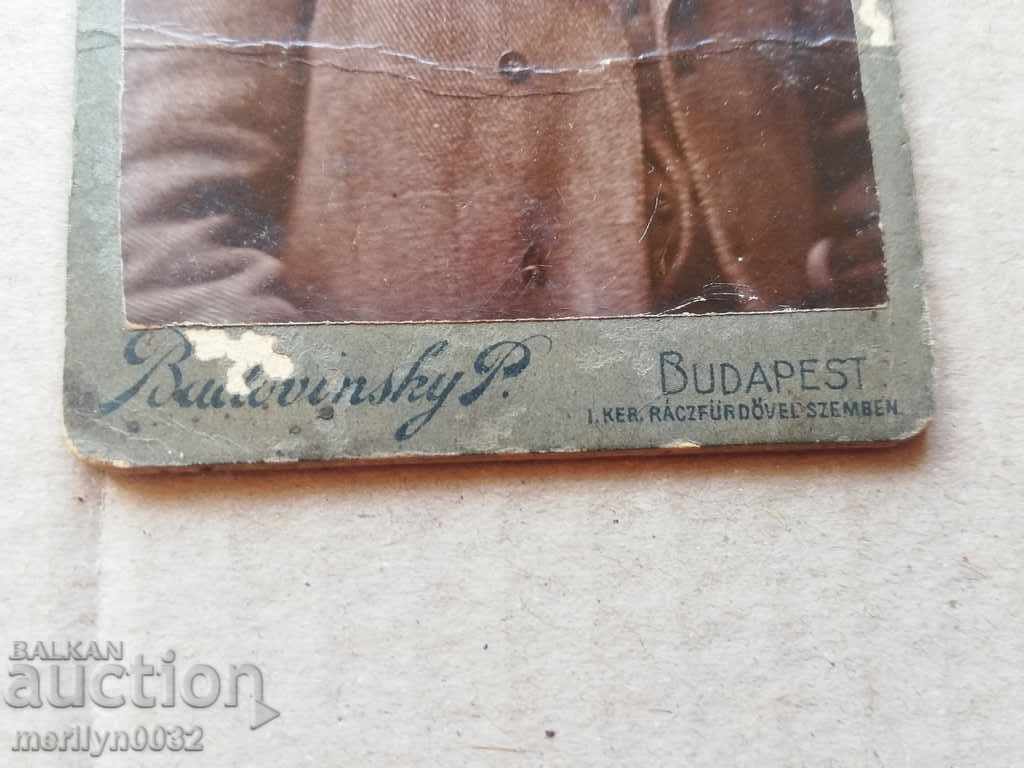 P.
BUDAPEST.
I. KER. RÁCZFÜRDŐVEL SZEMBEN.
BALKAN
auction
merilyn0032